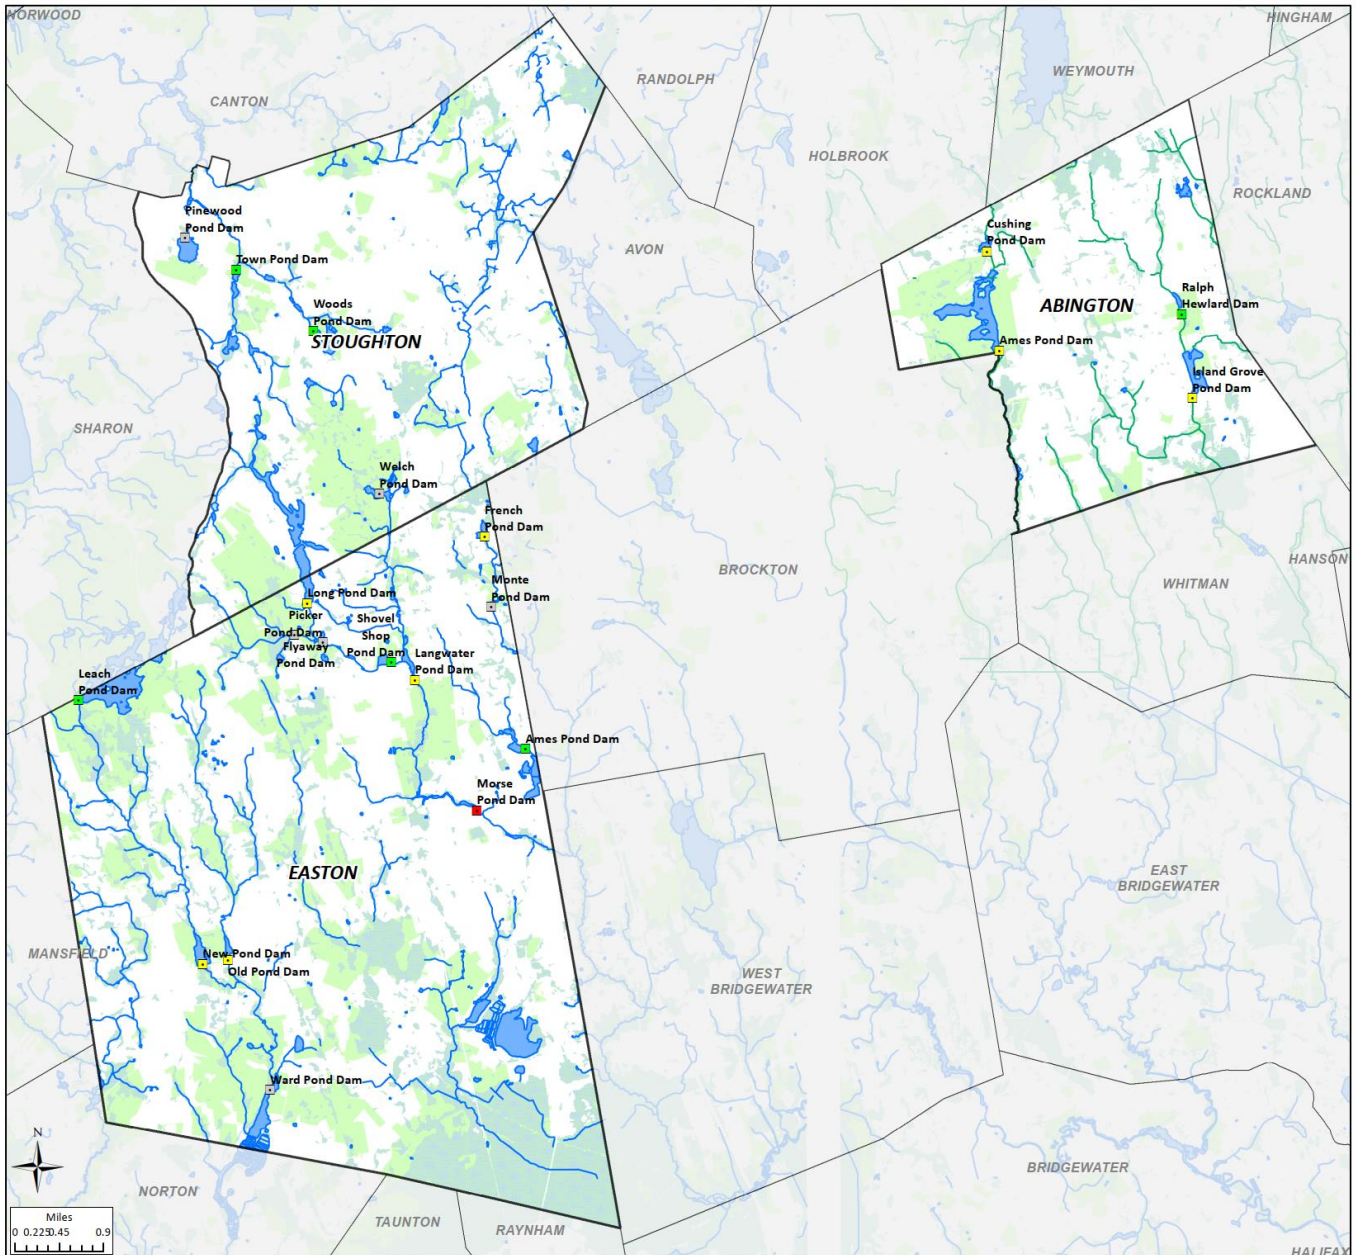 NORWOOD
HINGHAM
RANDOLPH
WEYMOUTH
CANTON
HOLBROOK
ROCKLAND
Pinewood
Pond Dam
Cushing
Pond Dam
AVON
Town Pond Dam
Ralph
Hewlard Dam
Woods
Pond Dam
ABINGTON
STOUGHTON
Ames Pond Dam
Island Grove
Pond Dam
SHARON
Welch
Pond Dam
French
Pond Dam
BROCKTON
HANSON
Monte
Pond Dam
WHITMAN
Long Pond Dam
Picker
Pond Dam
Shovel
Shop
Pond Dam
Flyaway
Pond Dam
Langwater
Pond Dam
Leach
Pond Dam
Ames Pond Dam
Morse
Pond Dam
EASTON
EAST
BRIDGEWATER
MANSFIELD
New Pond Dam
Old Pond Dam
WEST
BRIDGEWATER
Ward Pond Dam
N
BRIDGEWATER
NORTON
TAUNTON
RAYNHAM
Miles
0 0.2250.45 0.9
HALIFAX